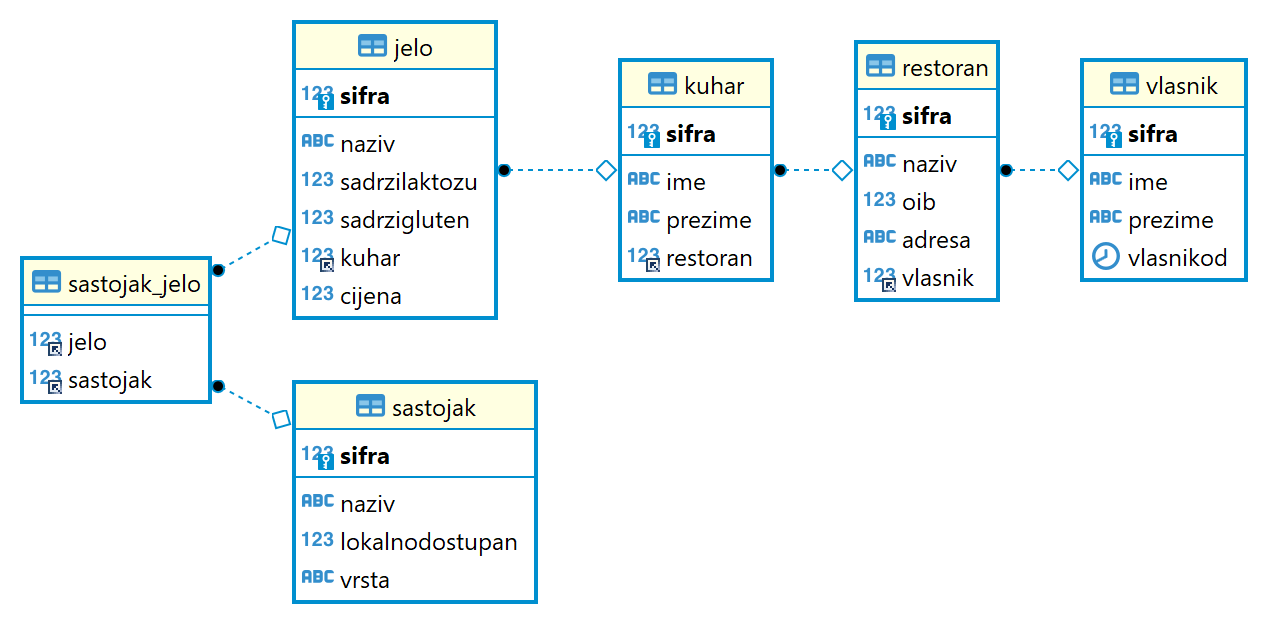 jelo
123 sifra
ABC naziv
123 sadrzilaktozu
123 sadrzigluten
123 kuhar
123 cijena
kuhar
123 sifra
ABC ime
ABC prezime
123 restoran
restoran
123 sifra
ABC naziv
123 oib
ABC adresa
123 vlasnik
vlasnik
123 sifra
ABC ime
ABC prezime
vlasnikod
sastojak_jelo
123 jelo
123 sastojak
sastojak
123 sifra
ABC naziv
123 lokalnodostupan
ABC vrsta